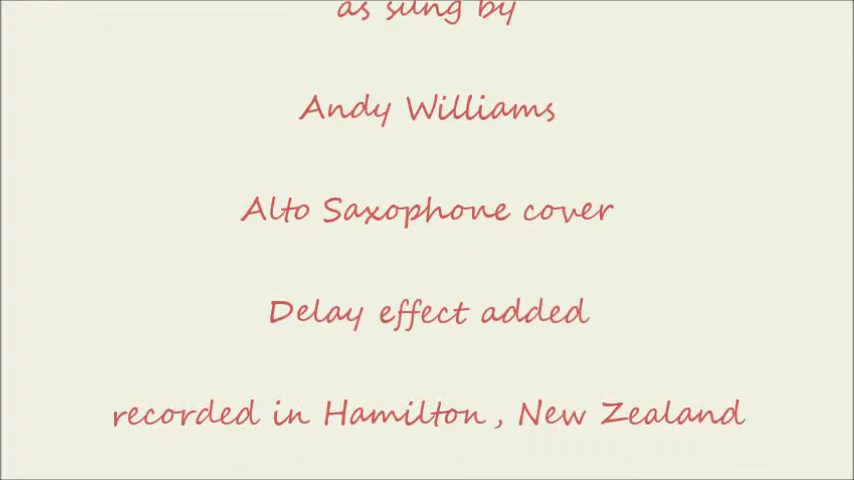 as sung by
Andy Williams
Alto Saxophone cover
Delay effect added
recorded in Hamilton , New Zealand